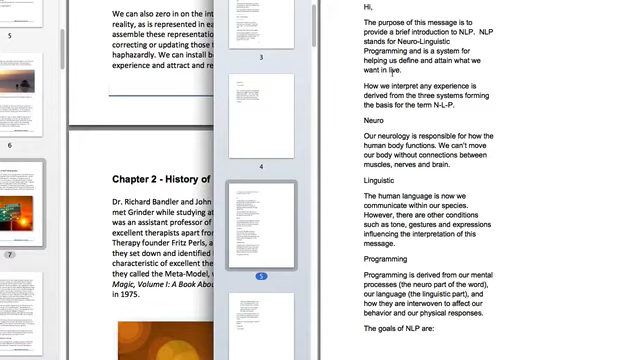 5
6
7
We can also zero in on the int
reality, as is represented in ea
assemble these representation
correcting or updating those
haphazardly. We can install b
experience and attract and re
Chapter 2 - History of
Dr. Richard Bandler and John
met Grinder while studying at
was an assistant professor of
excellent therapists apart fro
Therapy founder Fritz Perls, a
they set down and identified
characteristic of excellent the
they called the Meta-Model,
Magic, Volume I: A Book Abou
in 1975.
3
4
5
Hi,
The purpose of this message is to
provide a brief introduction to NLP. NLP
stands for Neuro-Linguistic
Programming and is a system for
helping us define and attain what we
want in live.
How we interpret any experience is
derived from the three systems forming
the basis for the term N-L-P.
Neuro
Our neurology is responsible for how the
human body functions. We can't move
our body without connections between
muscles, nerves and brain.
Linguistic
The human language is now we
communicate within our species.
However, there are other conditions
such as tone, gestures and expressions
influencing the interpretation of this
message.
Programming
Programming is derived from our mental
processes (the neuro part of the word),
our language (the linguistic part), and
how they are interwoven to affect our
behavior and our physical responses.
The goals of NLP are: